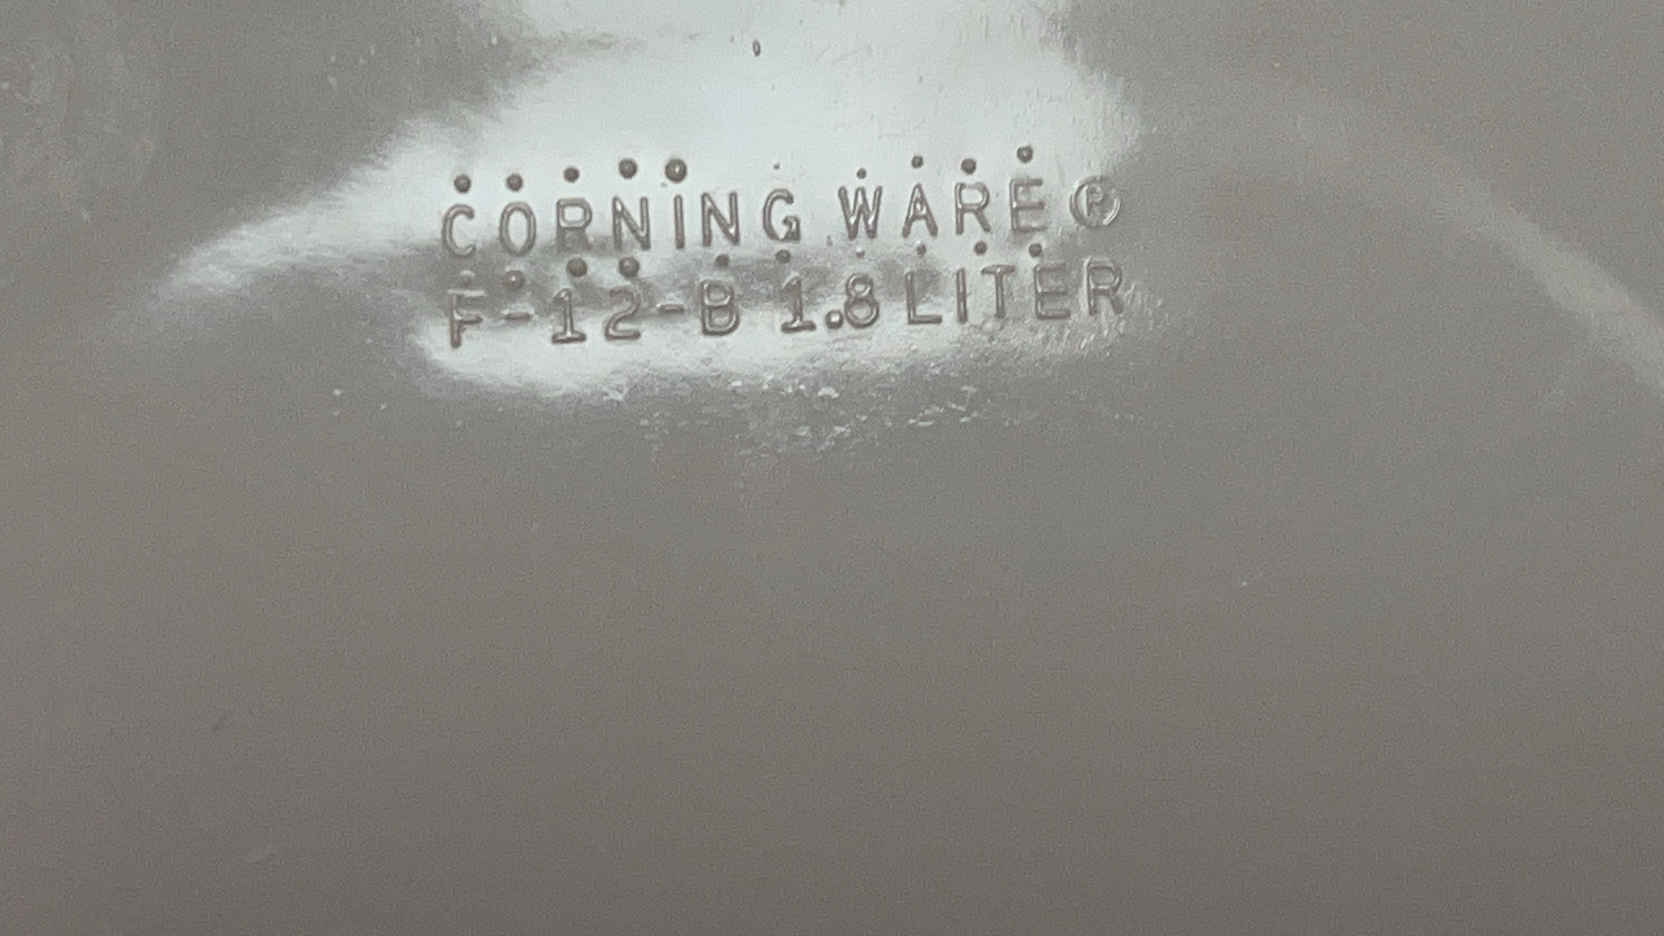 CORNING WARE®
F-12-B 1.8 LITER